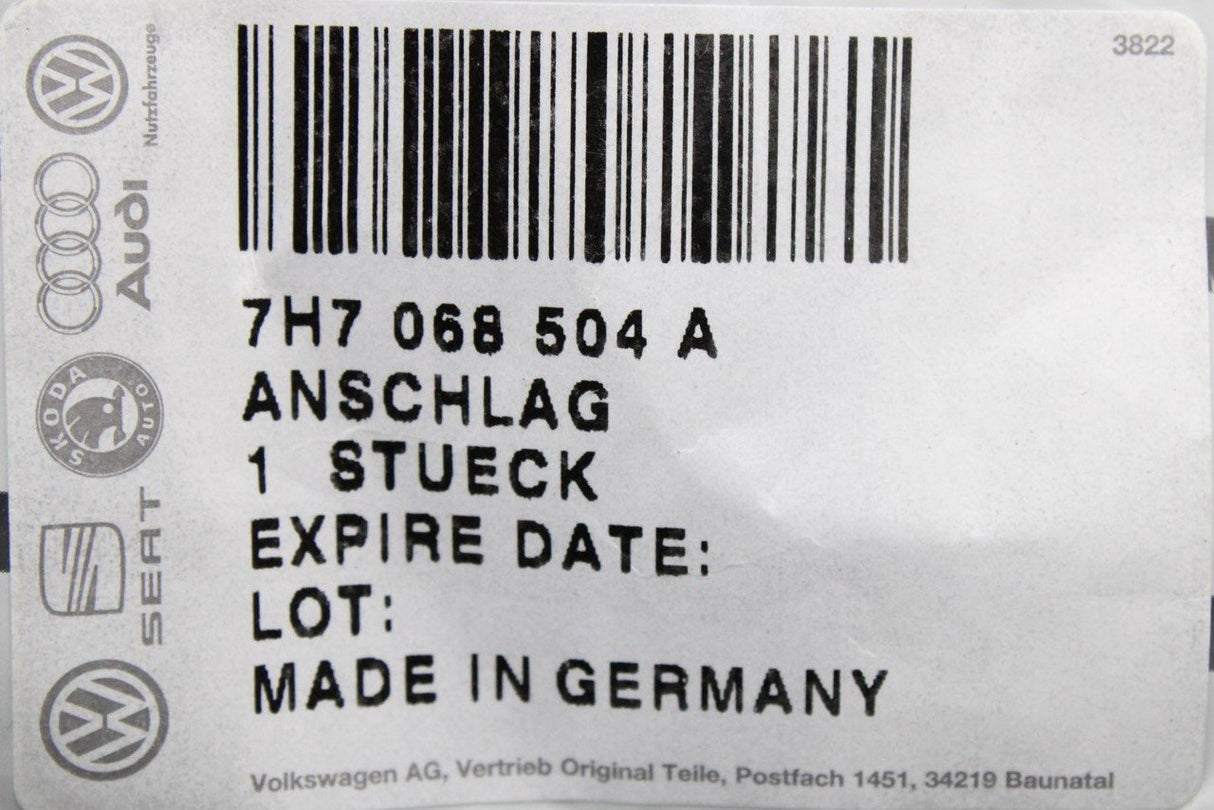 3822
Nutzfahrzeuge
Audi
SKODA
AUTO
SEAT
7H7 068 504 A
ANSCHLAG
1 STUECK
EXPIRE DATE:
LOT:
MADE IN GERMANY
Volkswagen AG, Vertrieb Original Teile, Postfach 1451, 34219 Baunatal